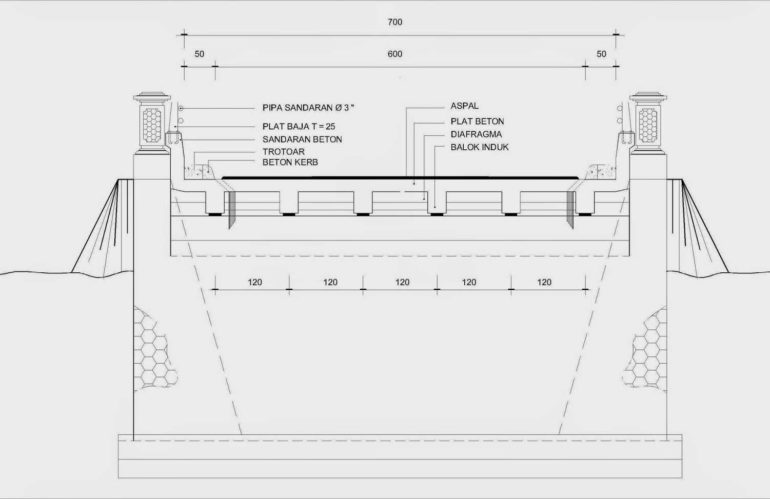 700
50
600
50
PIPA SANDARAN Ø 3 "
PLAT BAJA T = 25
SANDARAN BETON
TROTOAR
BETON KERB
ASPAL
PLAT BETON
DIAFRAGMA
BALOK INDUK
120
120
120
120
120